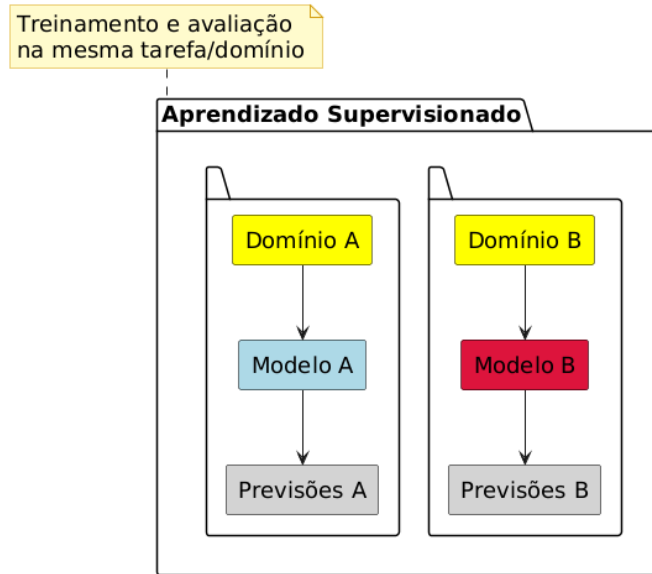 Treinamento e avaliação
na mesma tarefa/domínio
Aprendizado Supervisionado
Domínio A
Domínio B
Modelo A
Modelo B
Previsões A
Previsões B